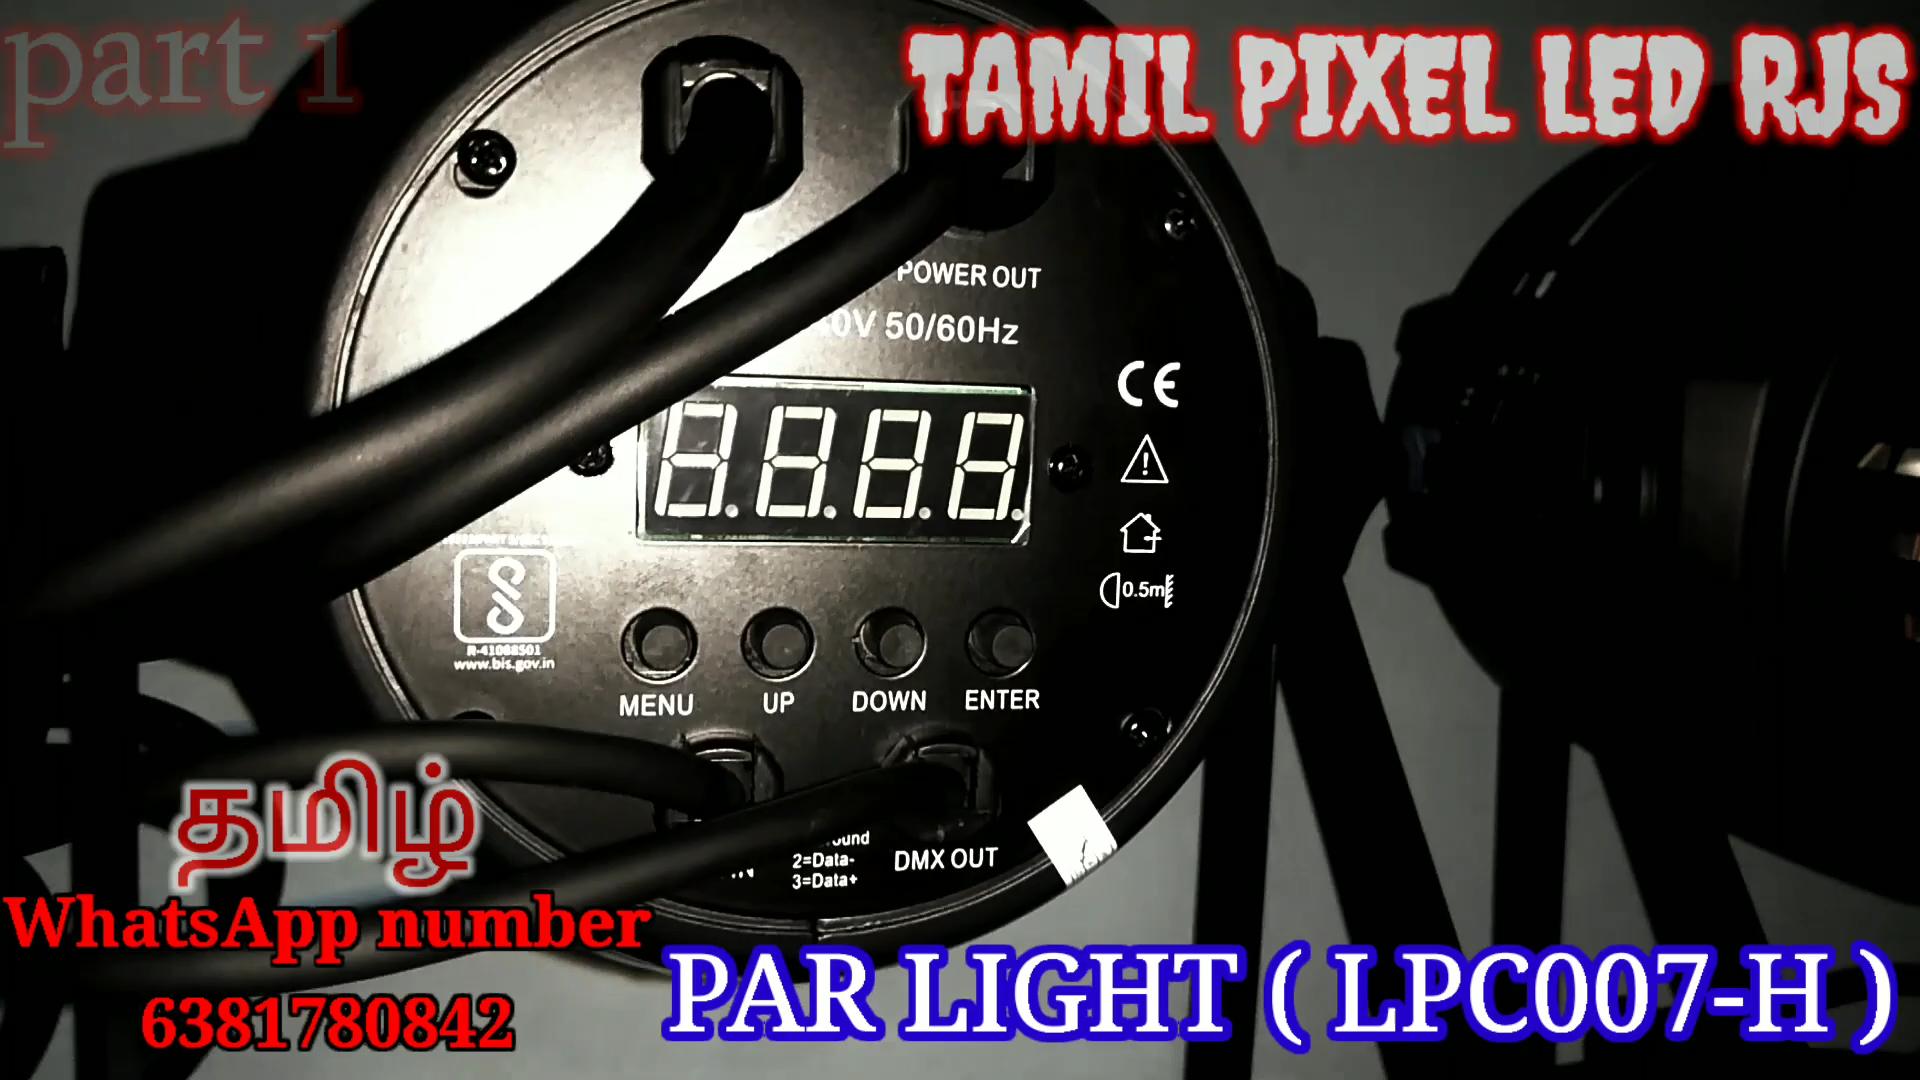 part 1
TAMIL PIXEL LED RJS
POWER OUT
0V 50/60Hz
CE
0.5m
R-41088501
www.bis.gov.in
MENU UP DOWN ENTER
2=Data-
3=Data+
DMX OUT
தமிழ்
WhatsApp number
6381780842
PAR LIGHT ( LPC007-H )